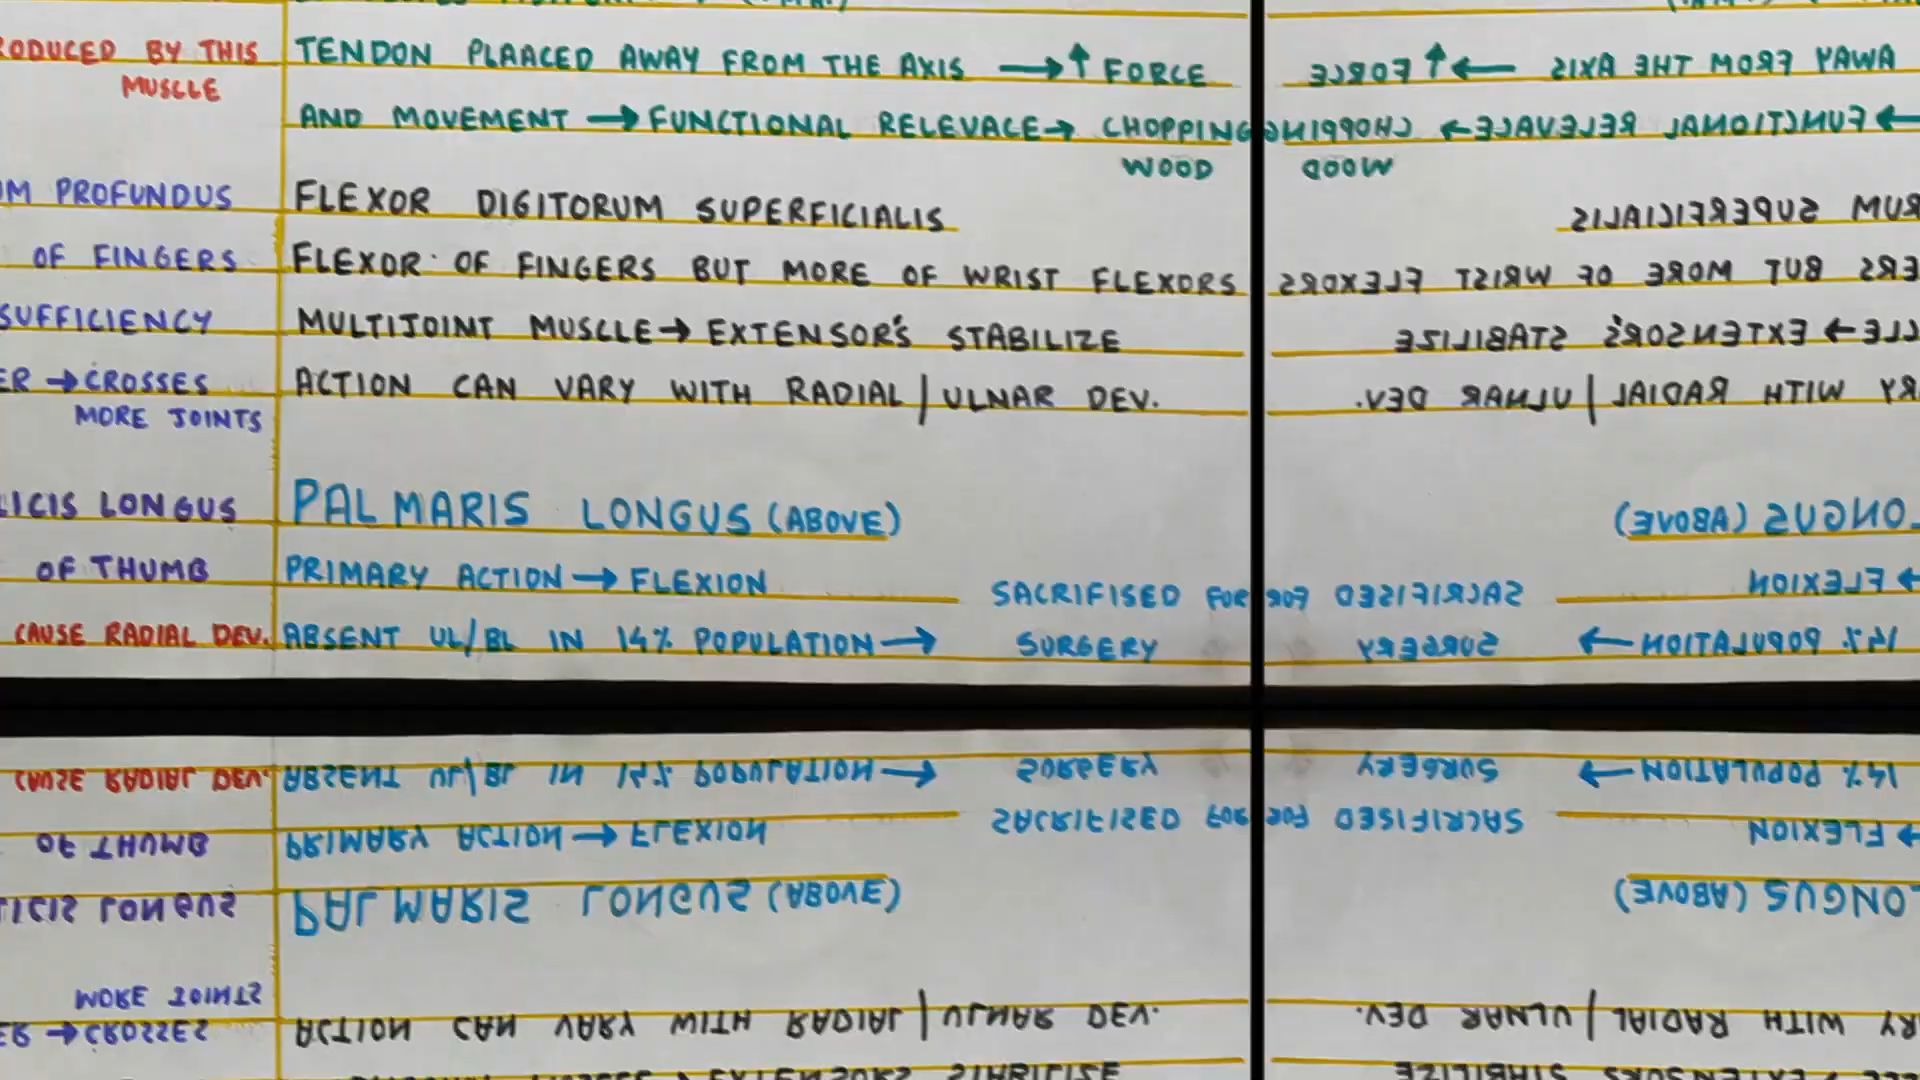 RODUCED BY THIS MUSCLE
TENDON PLAACED AWAY FROM THE AXIS → ↑ FORCE
AND MOVEMENT → FUNCTIONAL RELEVACE → CHOPPING WOOD
M PROFUNDUS
FLEXOR DIGITORUM SUPERFICIALIS
OF FINGERS
FLEXOR OF FINGERS BUT MORE OF WRIST FLEXORS
SUFFICIENCY
MULTIJOINT MUSCLE → EXTENSOR'S STABILIZE
ER → CROSSES MORE JOINTS
ACTION CAN VARY WITH RADIAL / ULNAR DEV.
LICIS LONGUS
PALMARIS LONGUS (ABOVE)
OF THUMB
PRIMARY ACTION → FLEXION
SACRIFISED FOR
CAUSE RADIAL DEV.
ABSENT UL/BL IN 14% POPULATION → SURGERY